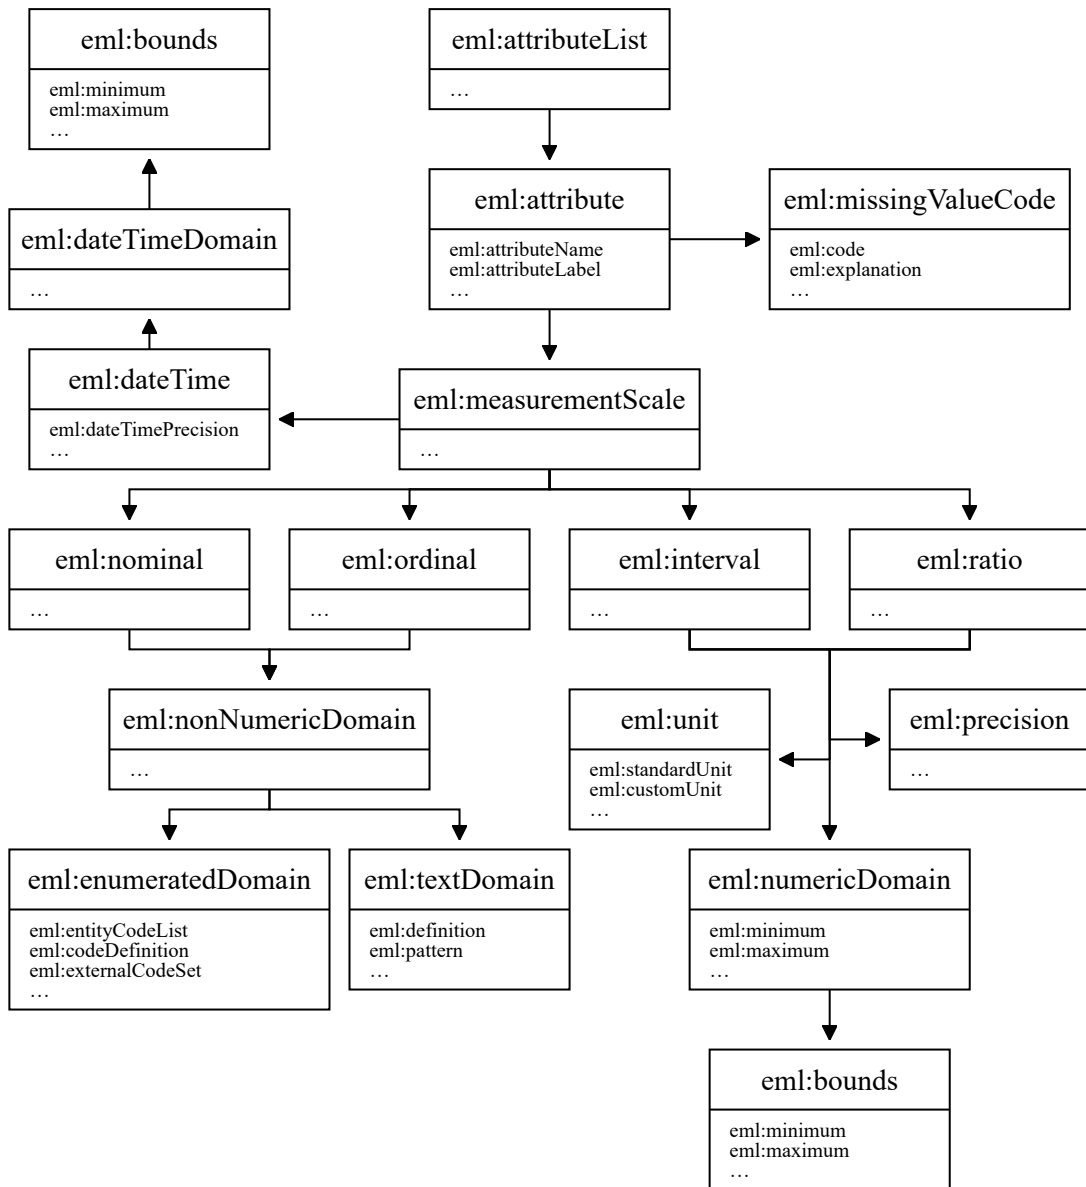 eml:bounds
eml:minimum
eml:maximum
…
eml:attributeList
…
eml:attribute
eml:attributeName
eml:attributeLabel
…
eml:missingValueCode
eml:code
eml:explanation
…
eml:dateTimeDomain
…
eml:dateTime
eml:dateTimePrecision
…
eml:measurementScale
…
eml:nominal
…
eml:ordinal
…
eml:interval
…
eml:ratio
…
eml:nonNumericDomain
…
eml:unit
eml:standardUnit
eml:customUnit
…
eml:precision
…
eml:enumeratedDomain
eml:entityCodeList
eml:codeDefinition
eml:externalCodeSet
…
eml:textDomain
eml:definition
eml:pattern
…
eml:numericDomain
eml:minimum
eml:maximum
…
eml:bounds
eml:minimum
eml:maximum
…